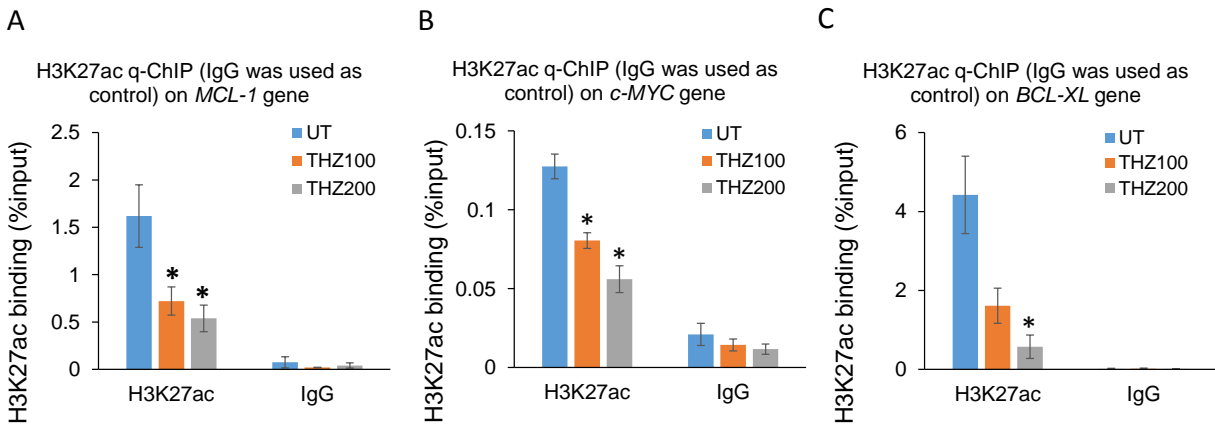 A
H3K27ac q-ChIP (IgG was used as
control) on MCL-1 gene
H3K27ac binding (%input)
2.5
2
1.5
1
0.5
0
UT
THZ100
THZ200
*
*
H3K27ac
IgG
B
H3K27ac q-ChIP (IgG was used as
control) on c-MYC gene
H3K27ac binding (%input)
0.15
0.1
0.05
0
UT
THZ100
THZ200
*
*
H3K27ac
IgG
C
H3K27ac q-ChIP (IgG was used as
control) on BCL-XL gene
H3K27ac binding (%input)
6
4
2
0
UT
THZ100
THZ200
*
H3K27ac
IgG